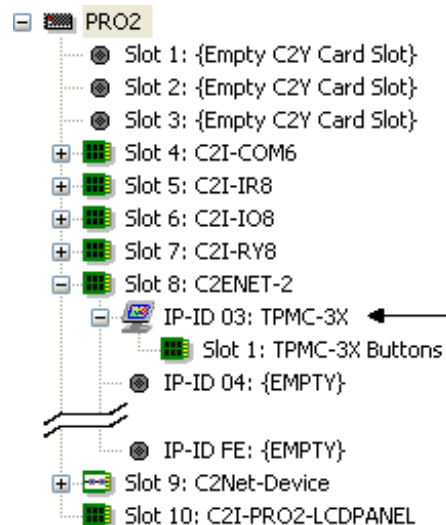 PRO2
Slot 1: {Empty C2Y Card Slot}
Slot 2: {Empty C2Y Card Slot}
Slot 3: {Empty C2Y Card Slot}
Slot 4: C2I-COM6
Slot 5: C2I-IR8
Slot 6: C2I-IO8
Slot 7: C2I-RY8
Slot 8: C2ENET-2
IP-ID 03: TPMC-3X
Slot 1: TPMC-3X Buttons
IP-ID 04: {EMPTY}
IP-ID FE: {EMPTY}
Slot 9: C2Net-Device
Slot 10: C2I-PRO2-LCDPANEL